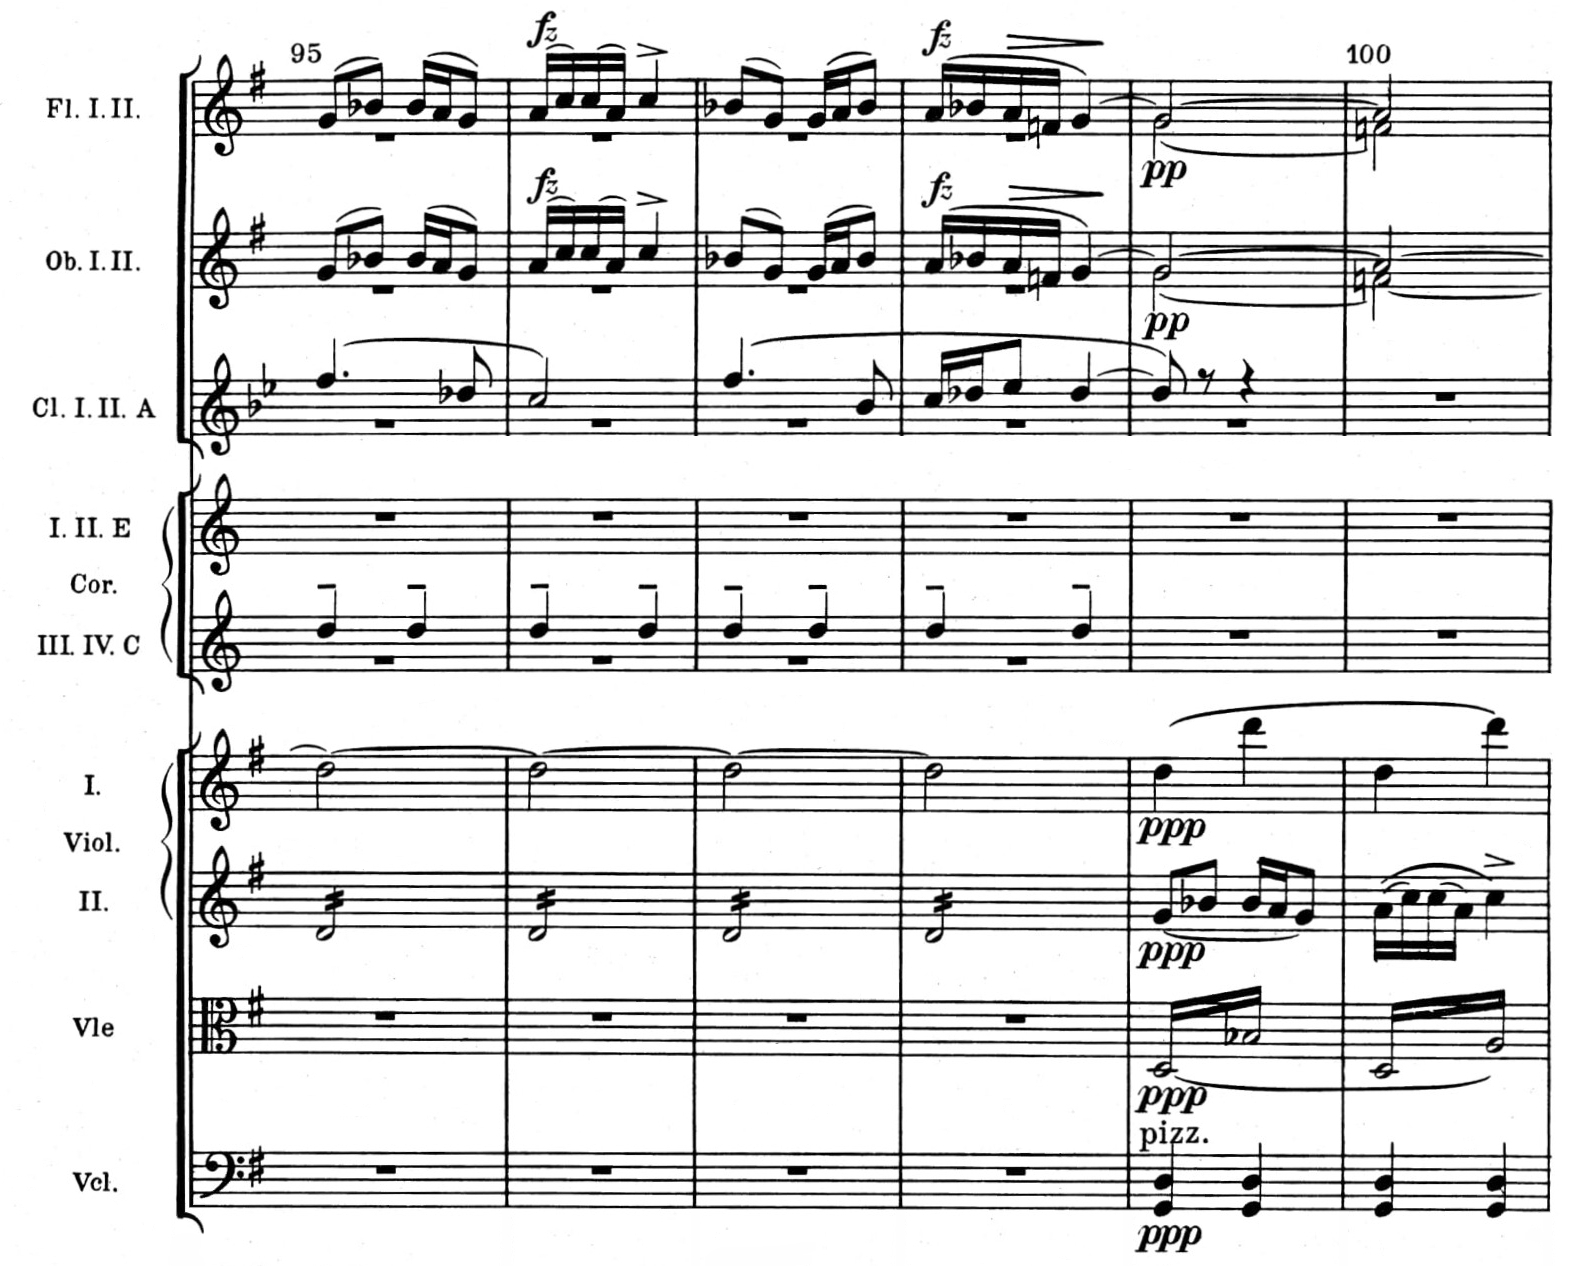 fz
95
100
Fl. I. II.
fz
pp
fz
fz
Ob. I. II.
pp
Cl. I. II. A
I. II. E
Cor.
III. IV. C
I.
ppp
Viol.
II.
ppp
Vle
ppp
pizz.
Vcl.
ppp